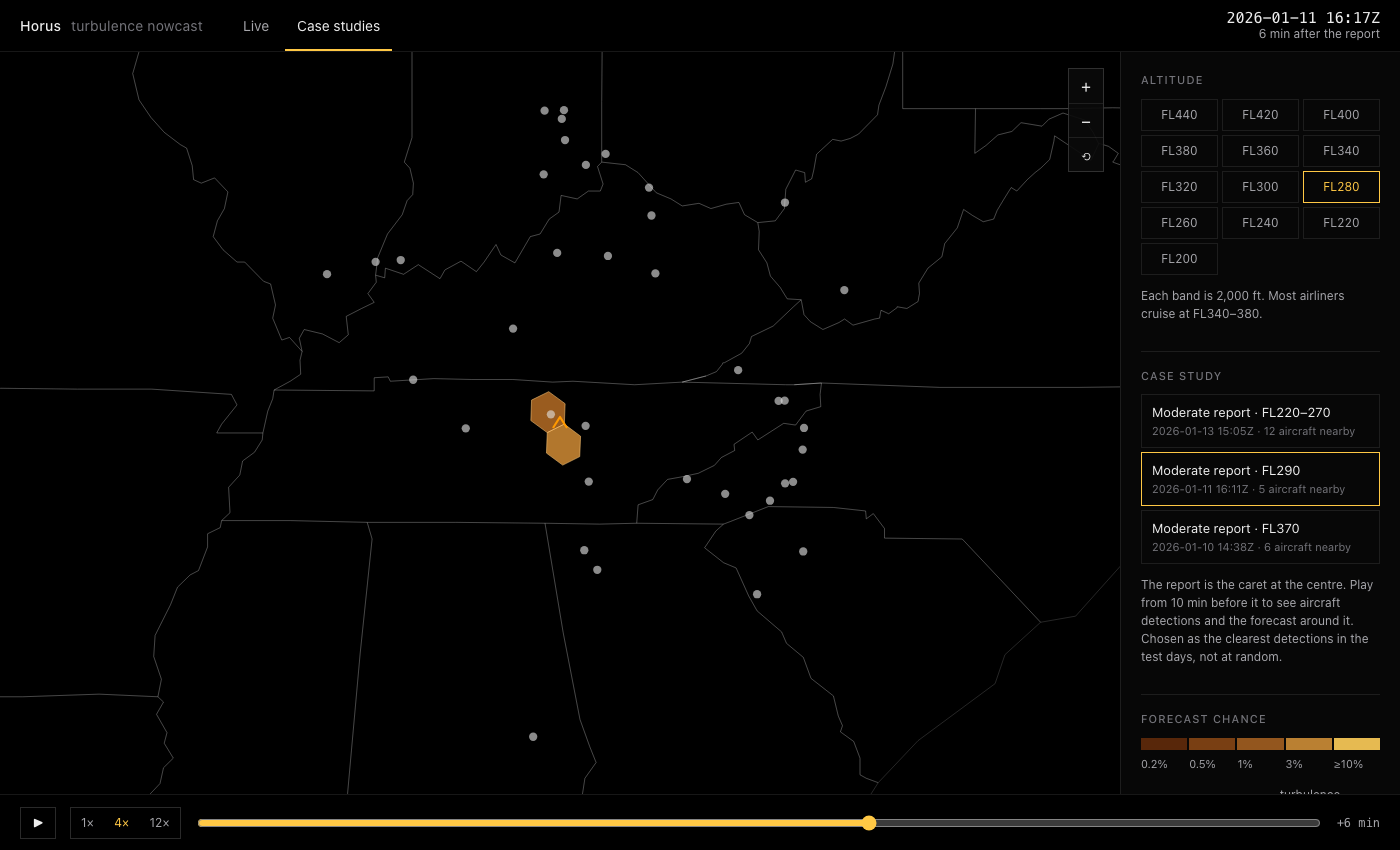 Horus turbulence nowcast Live Case studies
2026-01-11 16:17Z
6 min after the report
+
−
⟲
ALTITUDE
FL440 FL420 FL400
FL380 FL360 FL340
FL320 FL300 FL280
FL260 FL240 FL220
FL200
Each band is 2,000 ft. Most airliners
cruise at FL340–380.
CASE STUDY
Moderate report · FL220–270
2026-01-13 15:05Z · 12 aircraft nearby
Moderate report · FL290
2026-01-11 16:11Z · 5 aircraft nearby
Moderate report · FL370
2026-01-10 14:38Z · 6 aircraft nearby
The report is the caret at the centre. Play
from 10 min before it to see aircraft
detections and the forecast around it.
Chosen as the clearest detections in the
test days, not at random.
FORECAST CHANCE
0.2% 0.5% 1% 3% ≥10%
turbulence
▶ 1× 4× 12× +6 min